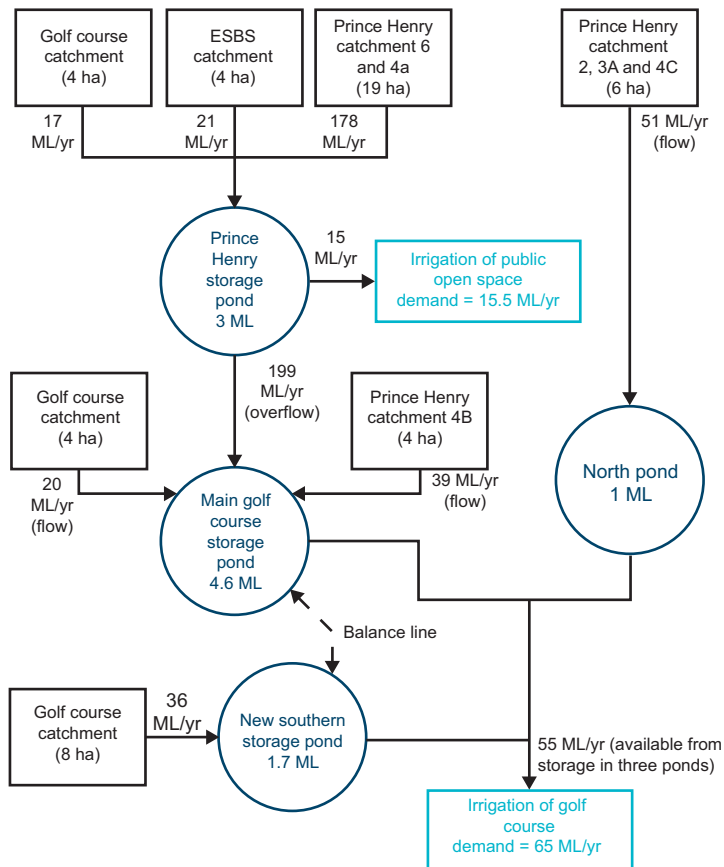 Golf course
catchment
(4 ha)
ESBS
catchment
(4 ha)
Prince Henry
catchment 6
and 4a
(19 ha)
Prince Henry
catchment
2, 3A and 4C
(6 ha)
17
ML/yr
21
ML/yr
178
ML/yr
51 ML/yr
(flow)
Prince
Henry
storage
pond
3 ML
15
ML/yr
Irrigation of public
open space
demand = 15.5 ML/yr
199
ML/yr
(overflow)
Golf course
catchment
(4 ha)
Prince Henry
catchment 4B
(4 ha)
20
ML/yr
(flow)
39 ML/yr
(flow)
Main golf
course
storage
pond
4.6 ML
North pond
1 ML
Balance line
Golf course
catchment
(8 ha)
36
ML/yr
New southern
storage pond
1.7 ML
55 ML/yr (available from
storage in three ponds)
Irrigation of golf
course
demand = 65 ML/yr